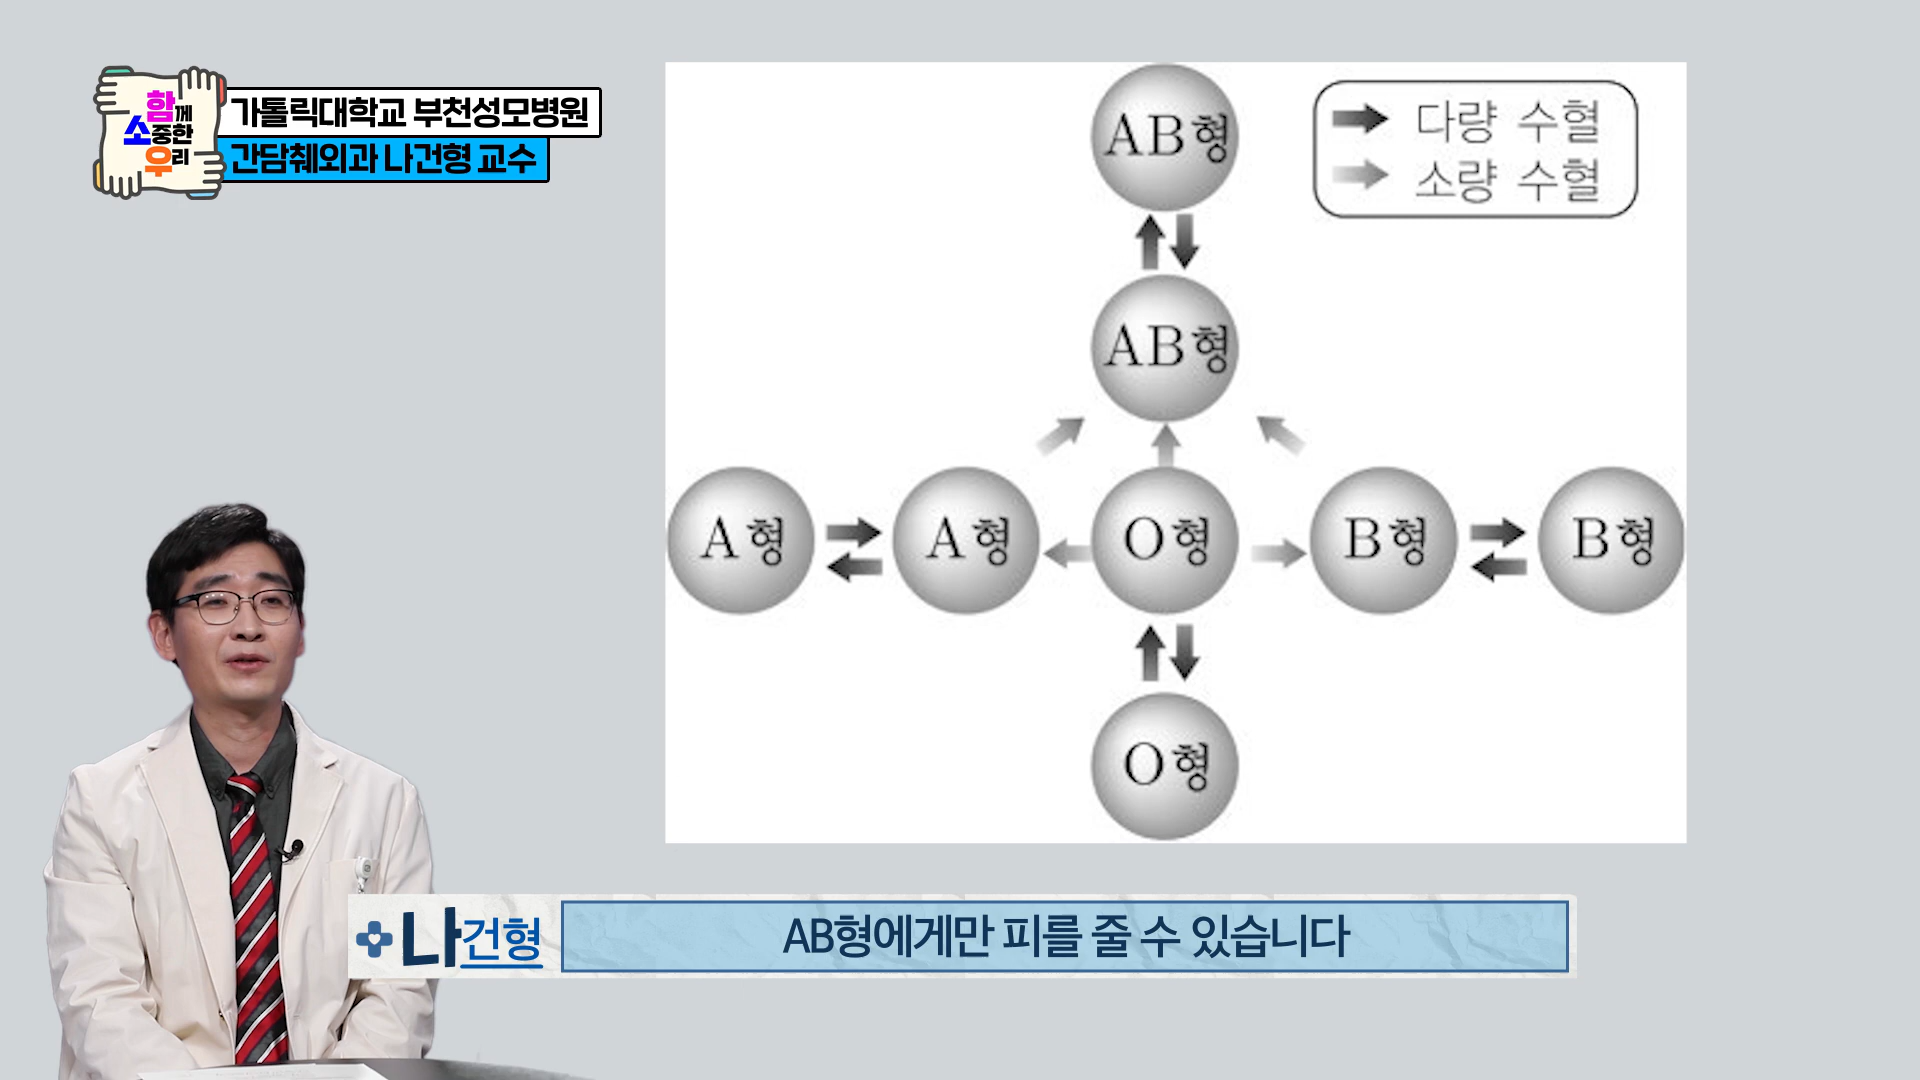 함께
소중한
우리
가톨릭대학교 부천성모병원
간담췌외과 나건형 교수
AB형
다량 수혈
소량 수혈
AB형
A형
A형
O형
B형
B형
O형
나건형
AB형에게만 피를 줄 수 있습니다